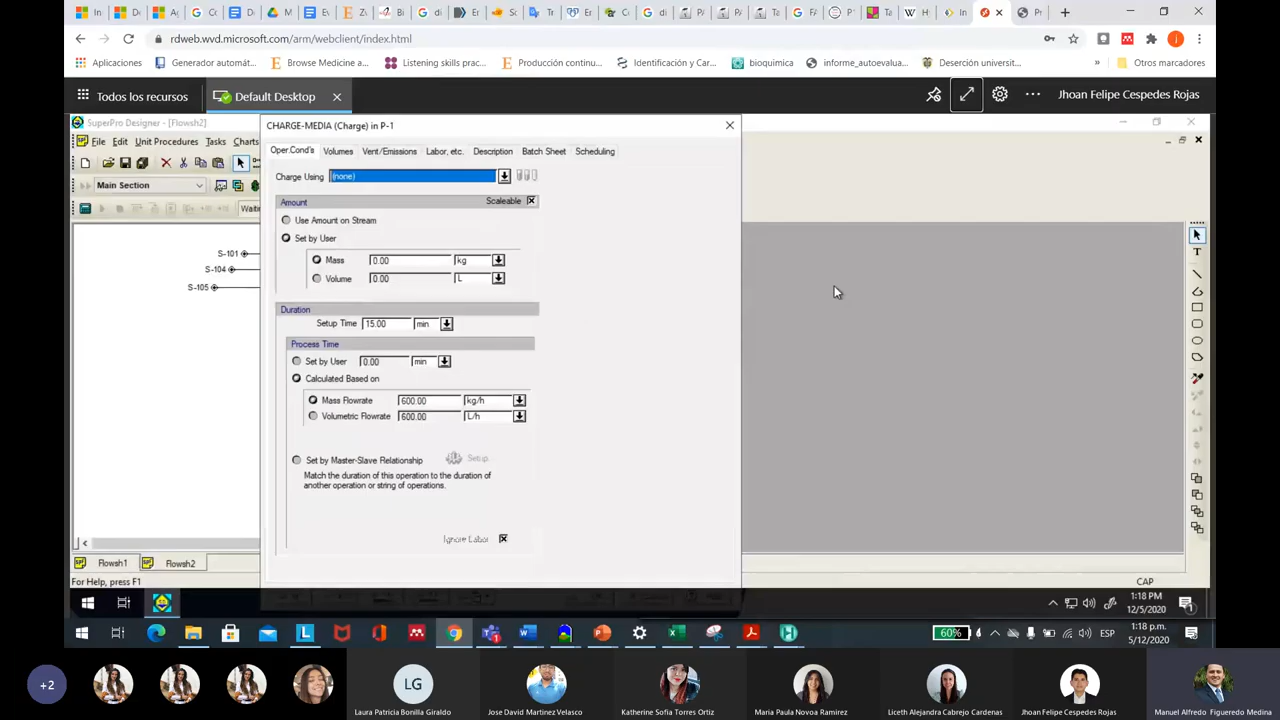 rdweb.wvd.microsoft.com/arm/webclient/index.html
Aplicaciones Generador automát... Browse Medicine a... Listening skills prac... Producción continu... Identificación y Car... bioquimica informe_autoevalua... Deserción universit... » Otros marcadores
Todos los recursos Default Desktop Jhoan Felipe Cespedes Rojas
SuperPro Designer - [Flowsh2]
CHARGE-MEDIA (Charge) in P-1
File Edit Unit Procedures Tasks Charts
Oper.Cond's Volumes Vent/Emissions Labor, etc. Description Batch Sheet Scheduling
Main Section
Charge Using (none)
Amount Scaleable
Use Amount on Stream
Set by User
Mass 0.00 kg
Volume 0.00 L
S-101
S-104
S-105
Duration
Setup Time 15.00 min
Process Time
Set by User 0.00 min
Calculated Based on
Mass Flowrate 600.00 kg/h
Volumetric Flowrate 600.00 L/h
Set by Master-Slave Relationship Setup
Match the duration of this operation to the duration of
another operation or string of operations.
Ignore Labor
Flowsh1 Flowsh2
For Help, press F1 CAP
1:18 PM
12/5/2020
60% ESP
1:18 p.m.
5/12/2020
+2 LG
Laura Patricia Bonilla Giraldo Jose David Martinez Velasco Katherine Sofia Torres Ortiz Maria Paula Novoa Ramirez Liceth Alejandra Cabrejo Cardenas Jhoan Felipe Cespedes Rojas Manuel Alfredo Figueredo Medina